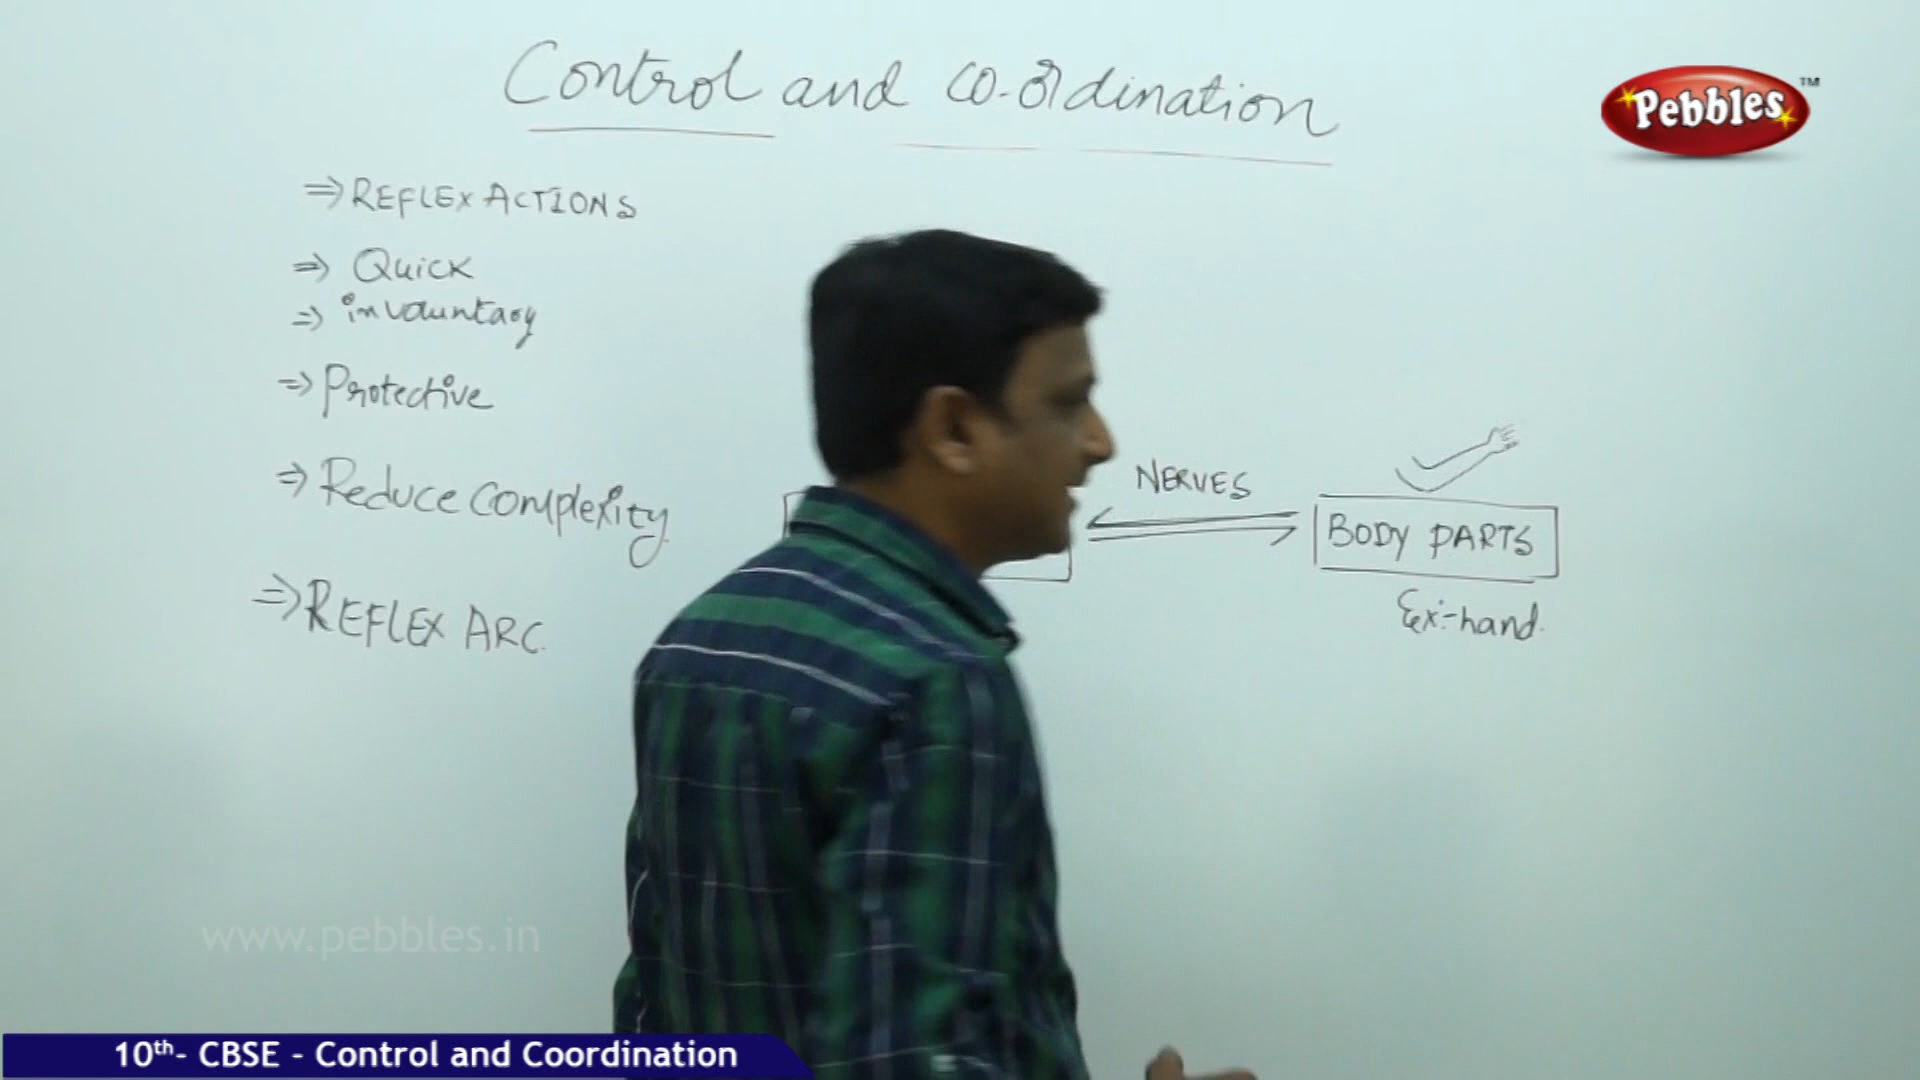 Control and co-ordination
Pebbles™
⇒ REFLEX ACTIONS
⇒ Quick
⇒ involuntary
⇒ Protective
⇒ Reduce complexity
⇒ REFLEX ARC
NERVES
BODY PARTS
Ex:-hand.
www.pebbles.in
10th- CBSE - Control and Coordination